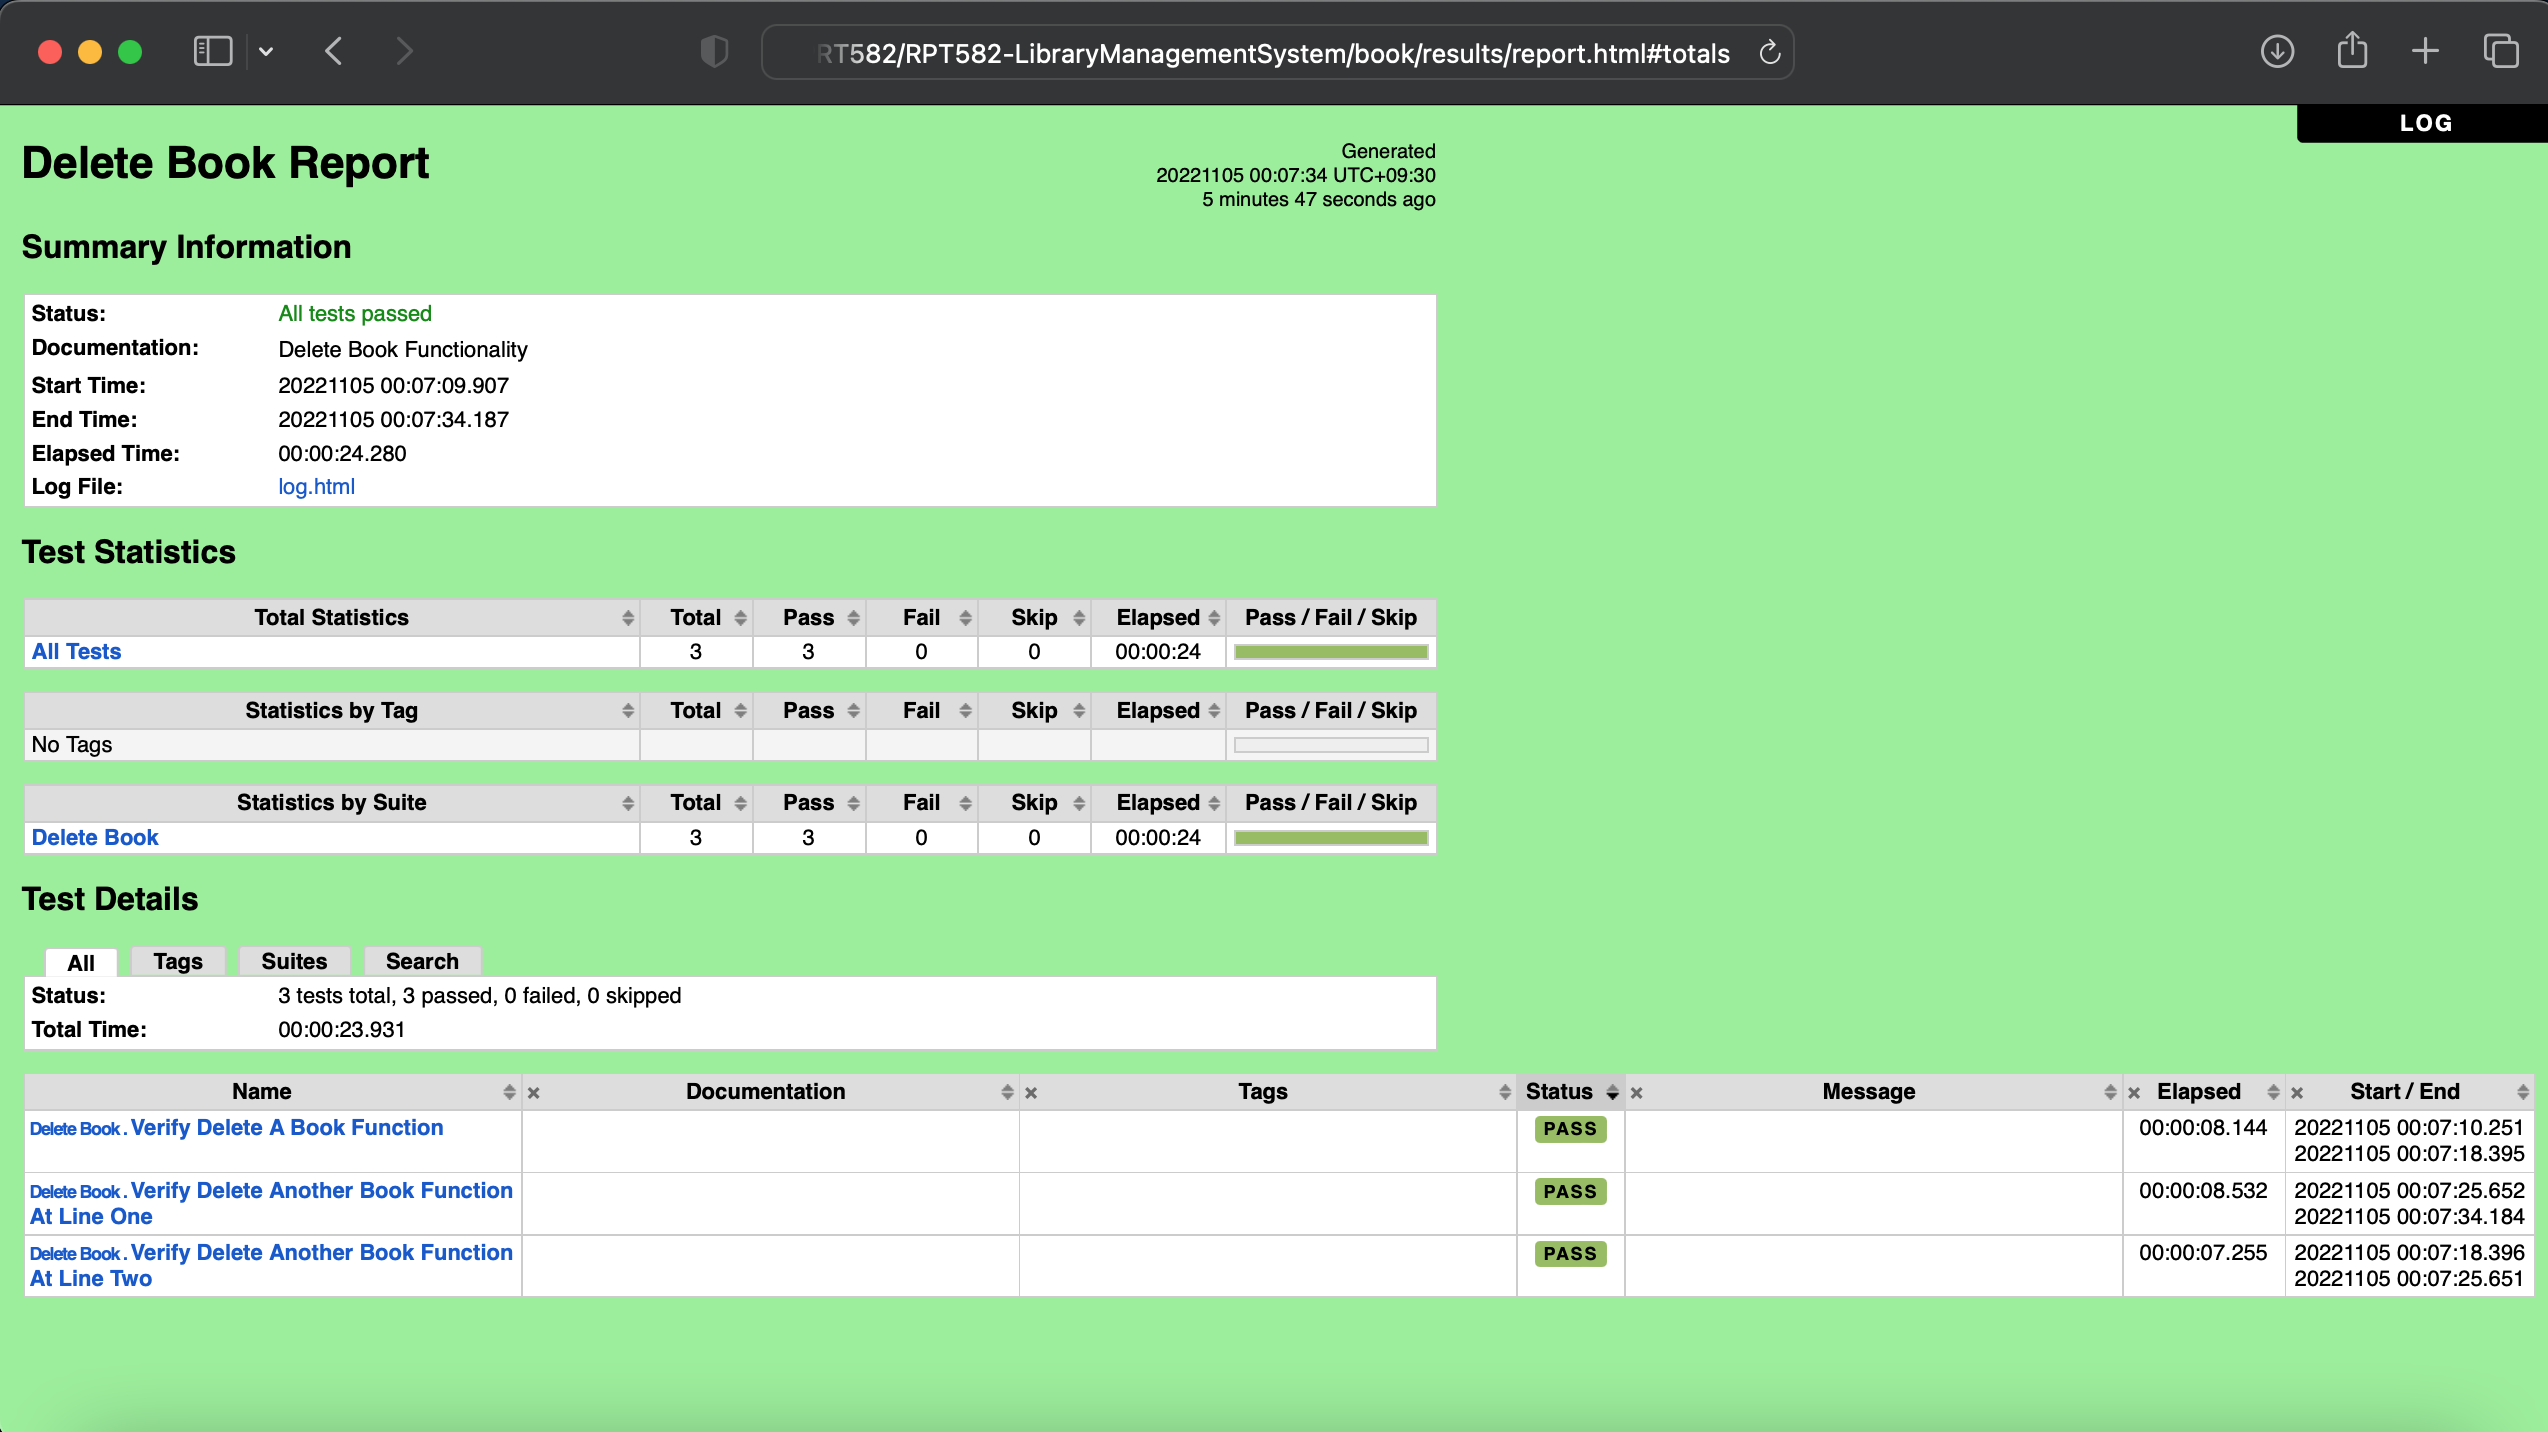 RT582/RPT582-LibraryManagementSystem/book/results/report.html#totals
LOG
Delete Book Report
Generated
20221105 00:07:34 UTC+09:30
5 minutes 47 seconds ago
Summary Information
Status: All tests passed
Documentation: Delete Book Functionality
Start Time: 20221105 00:07:09.907
End Time: 20221105 00:07:34.187
Elapsed Time: 00:00:24.280
Log File: log.html
Test Statistics
Total Statistics Total Pass Fail Skip Elapsed Pass / Fail / Skip
All Tests 3 3 0 0 00:00:24
Statistics by Tag Total Pass Fail Skip Elapsed Pass / Fail / Skip
No Tags
Statistics by Suite Total Pass Fail Skip Elapsed Pass / Fail / Skip
Delete Book 3 3 0 0 00:00:24
Test Details
All Tags Suites Search
Status: 3 tests total, 3 passed, 0 failed, 0 skipped
Total Time: 00:00:23.931
Name × Documentation × Tags Status × Message × Elapsed × Start / End
Delete Book . Verify Delete A Book Function PASS 00:00:08.144 20221105 00:07:10.251
20221105 00:07:18.395
Delete Book . Verify Delete Another Book Function PASS 00:00:08.532 20221105 00:07:25.652
At Line One 20221105 00:07:34.184
Delete Book . Verify Delete Another Book Function PASS 00:00:07.255 20221105 00:07:18.396
At Line Two 20221105 00:07:25.651